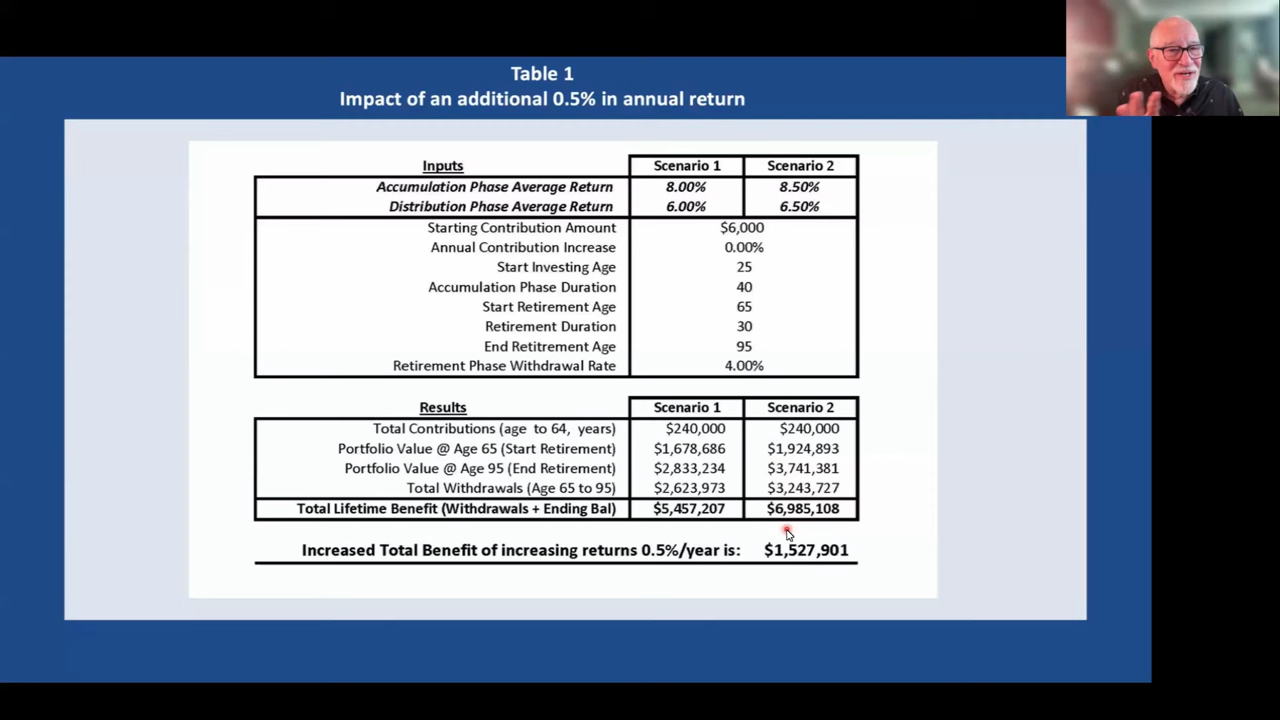 Table 1
Impact of an additional 0.5% in annual return
Inputs Scenario 1 Scenario 2
Accumulation Phase Average Return 8.00% 8.50%
Distribution Phase Average Return 6.00% 6.50%
Starting Contribution Amount $6,000
Annual Contribution Increase 0.00%
Start Investing Age 25
Accumulation Phase Duration 40
Start Retirement Age 65
Retirement Duration 30
End Retitrement Age 95
Retirement Phase Withdrawal Rate 4.00%
Results Scenario 1 Scenario 2
Total Contributions (age to 64, years) $240,000 $240,000
Portfolio Value @ Age 65 (Start Retirement) $1,678,686 $1,924,893
Portfolio Value @ Age 95 (End Retirement) $2,833,234 $3,741,381
Total Withdrawals (Age 65 to 95) $2,623,973 $3,243,727
Total Lifetime Benefit (Withdrawals + Ending Bal) $5,457,207 $6,985,108
Increased Total Benefit of increasing returns 0.5%/year is: $1,527,901